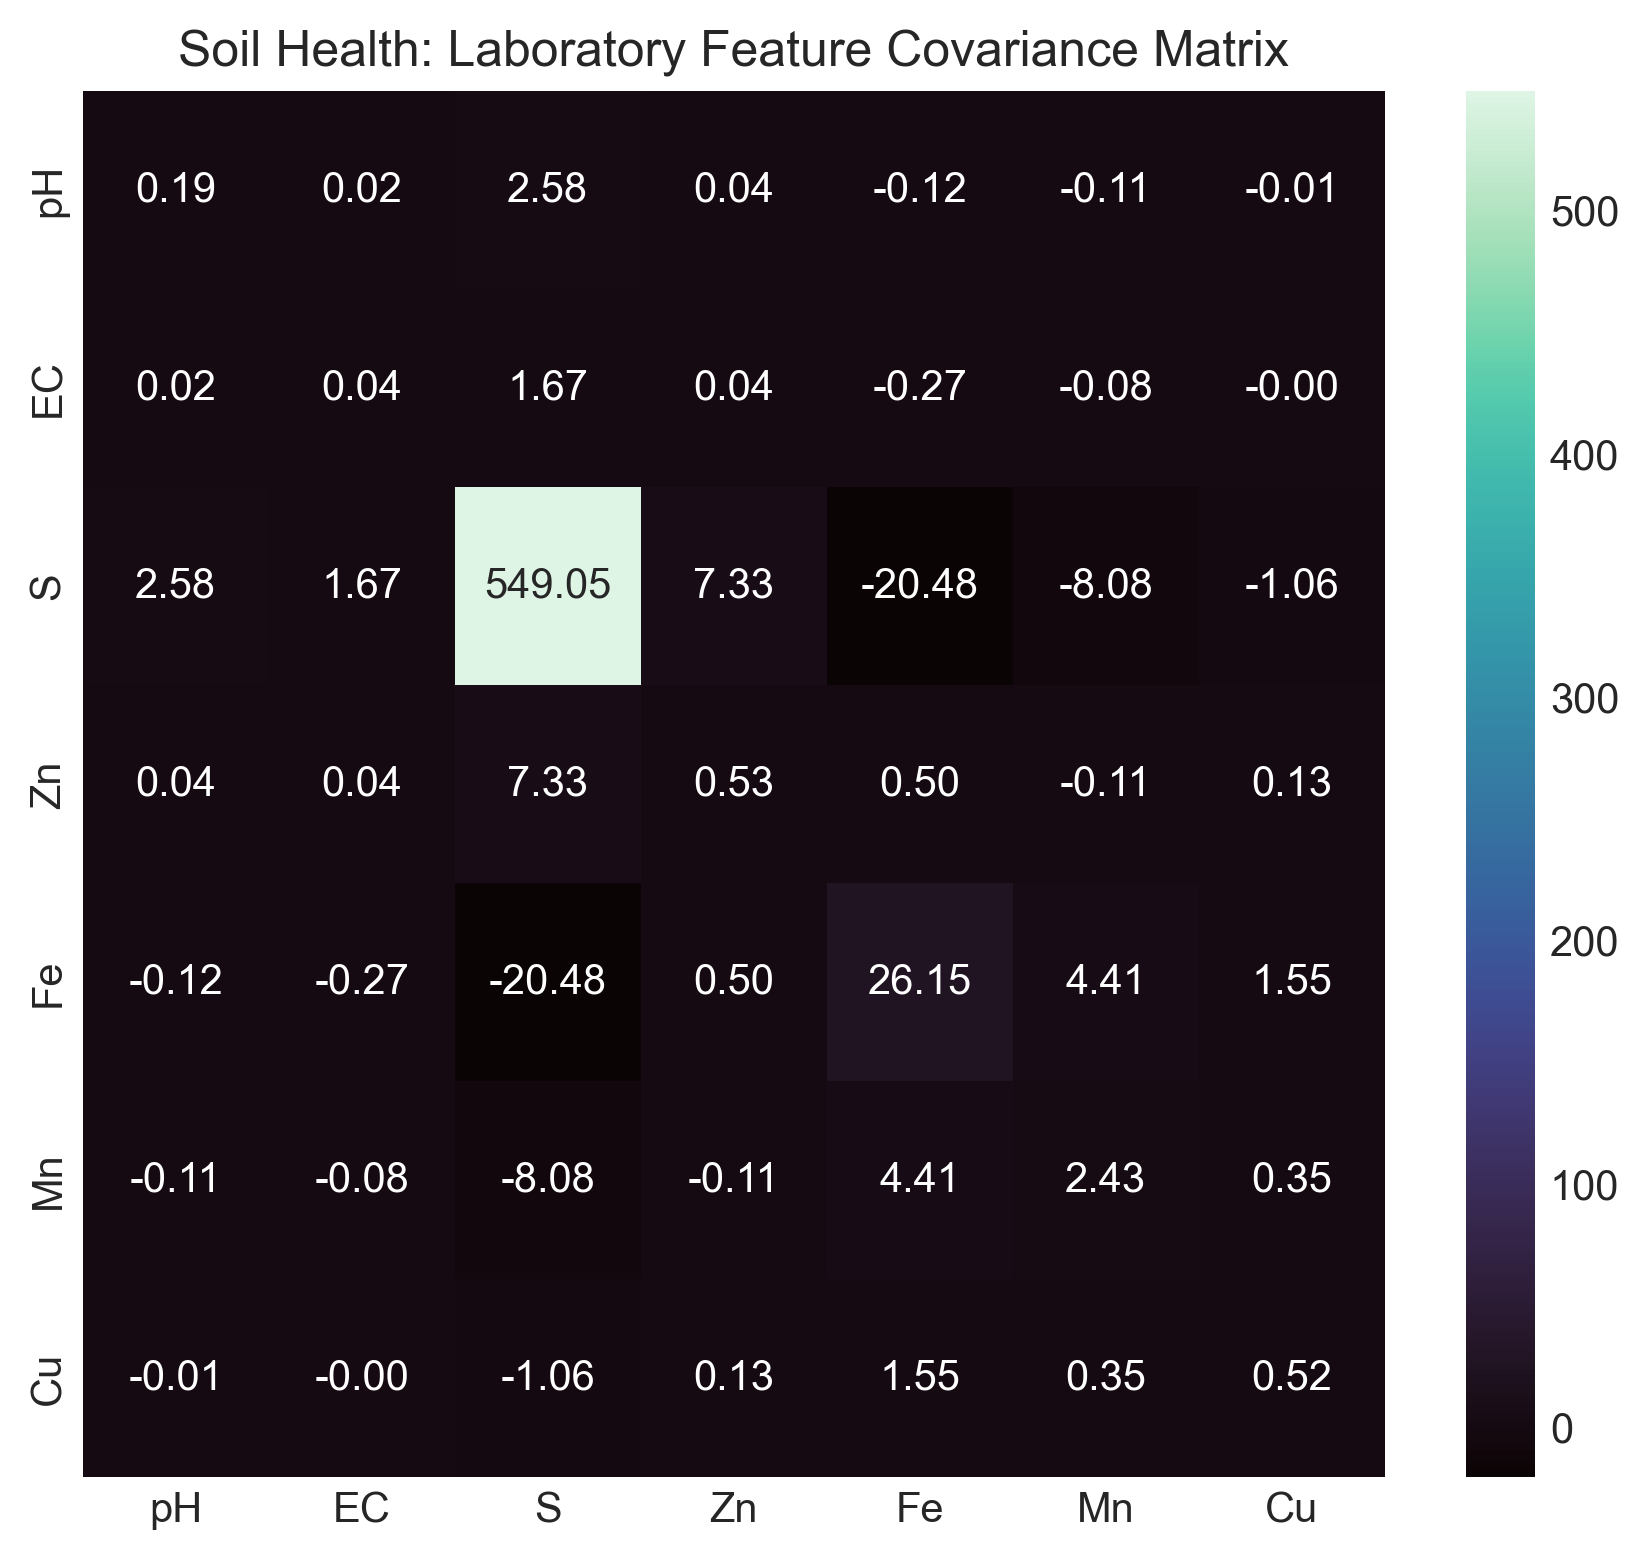 Soil Health: Laboratory Feature Covariance Matrix
pH 0.19 0.02 2.58 0.04 -0.12 -0.11 -0.01
EC 0.02 0.04 1.67 0.04 -0.27 -0.08 -0.00
S 2.58 1.67 549.05 7.33 -20.48 -8.08 -1.06
Zn 0.04 0.04 7.33 0.53 0.50 -0.11 0.13
Fe -0.12 -0.27 -20.48 0.50 26.15 4.41 1.55
Mn -0.11 -0.08 -8.08 -0.11 4.41 2.43 0.35
Cu -0.01 -0.00 -1.06 0.13 1.55 0.35 0.52
pH EC S Zn Fe Mn Cu
500
400
300
200
100
0